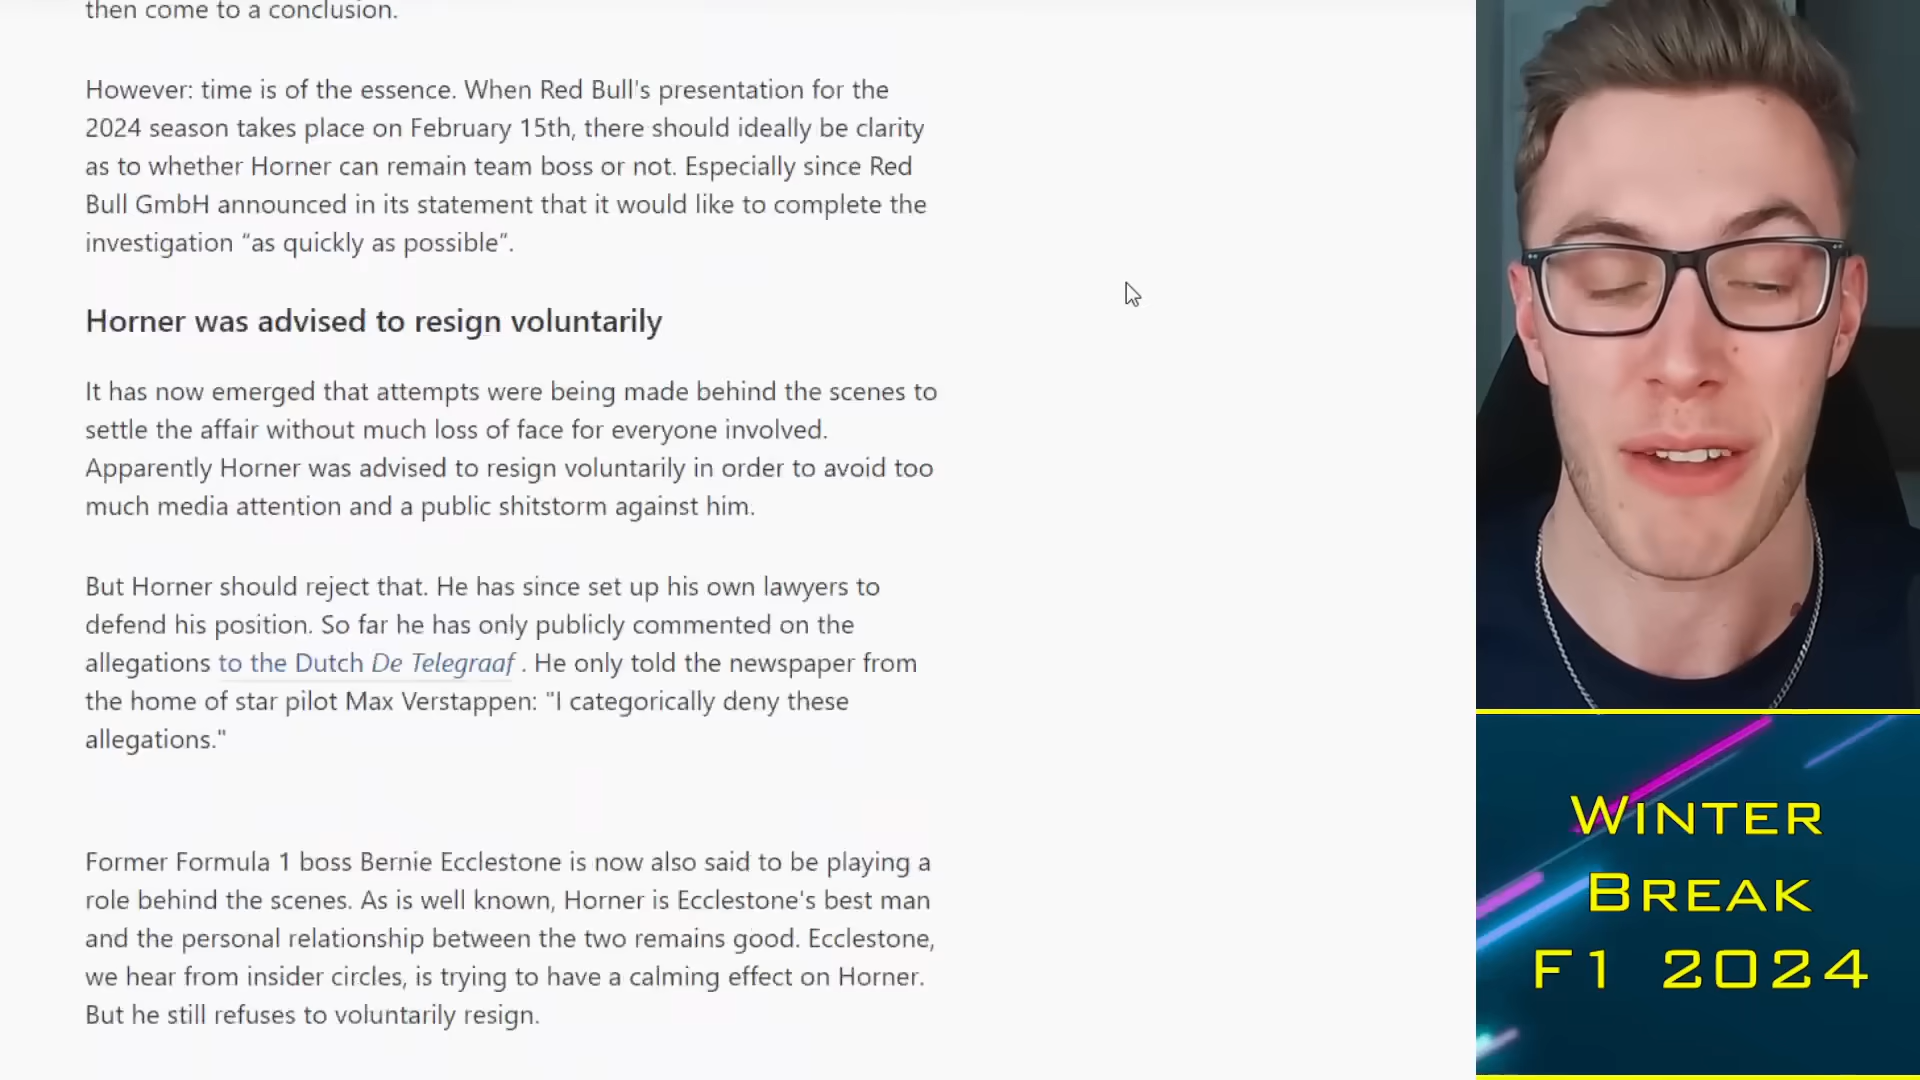 then come to a conclusion.
However: time is of the essence. When Red Bull's presentation for the
2024 season takes place on February 15th, there should ideally be clarity
as to whether Horner can remain team boss or not. Especially since Red
Bull GmbH announced in its statement that it would like to complete the
investigation “as quickly as possible”.
Horner was advised to resign voluntarily
It has now emerged that attempts were being made behind the scenes to
settle the affair without much loss of face for everyone involved.
Apparently Horner was advised to resign voluntarily in order to avoid too
much media attention and a public shitstorm against him.
But Horner should reject that. He has since set up his own lawyers to
defend his position. So far he has only publicly commented on the
allegations to the Dutch De Telegraaf . He only told the newspaper from
the home of star pilot Max Verstappen: "I categorically deny these
allegations."
Former Formula 1 boss Bernie Ecclestone is now also said to be playing a
role behind the scenes. As is well known, Horner is Ecclestone's best man
and the personal relationship between the two remains good. Ecclestone,
we hear from insider circles, is trying to have a calming effect on Horner.
But he still refuses to voluntarily resign.
WINTER
BREAK
F1 2024